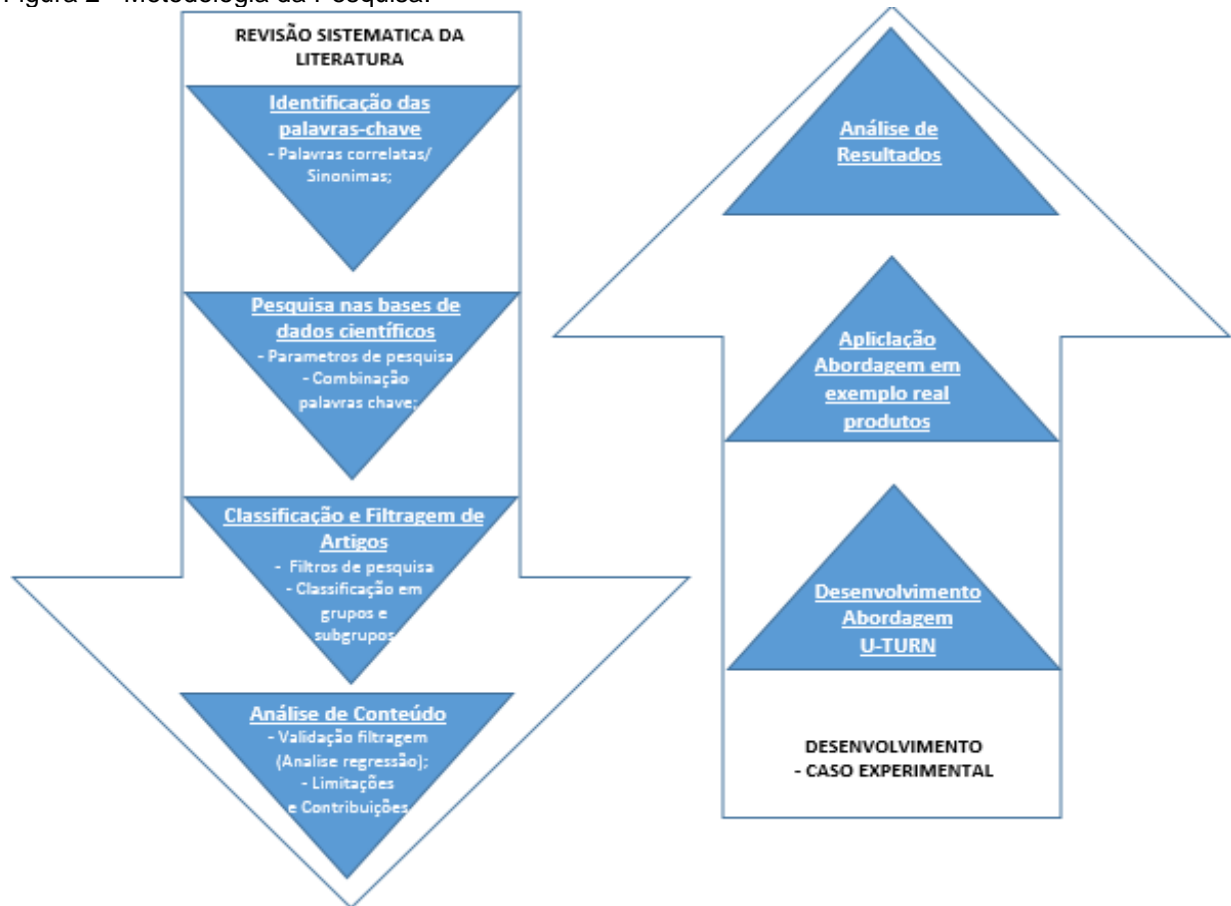 Figura 2 - Metodologia da Pesquisa.
REVISÃO SISTEMATICA DA
LITERATURA
Identificação das
palavras-chave
- Palavras correlatas/
Sinonimas;
Pesquisa nas bases de
dados científicos
- Parametros de pesquisa
- Combinação
palavras chave;
Classificação e Filtragem de
Artigos
- Filtros de pesquisa
- Classificação em
grupos e
subgrupos
Análise de Conteúdo
- Validação filtragem
(Analise regressão);
- Limitações
e Contribuições
Análise de
Resultados
Apliclação
Abordagem em
exemplo real
produtos
Desenvolvimento
Abordagem
U-TURN
DESENVOLVIMENTO
- CASO EXPERIMENTAL